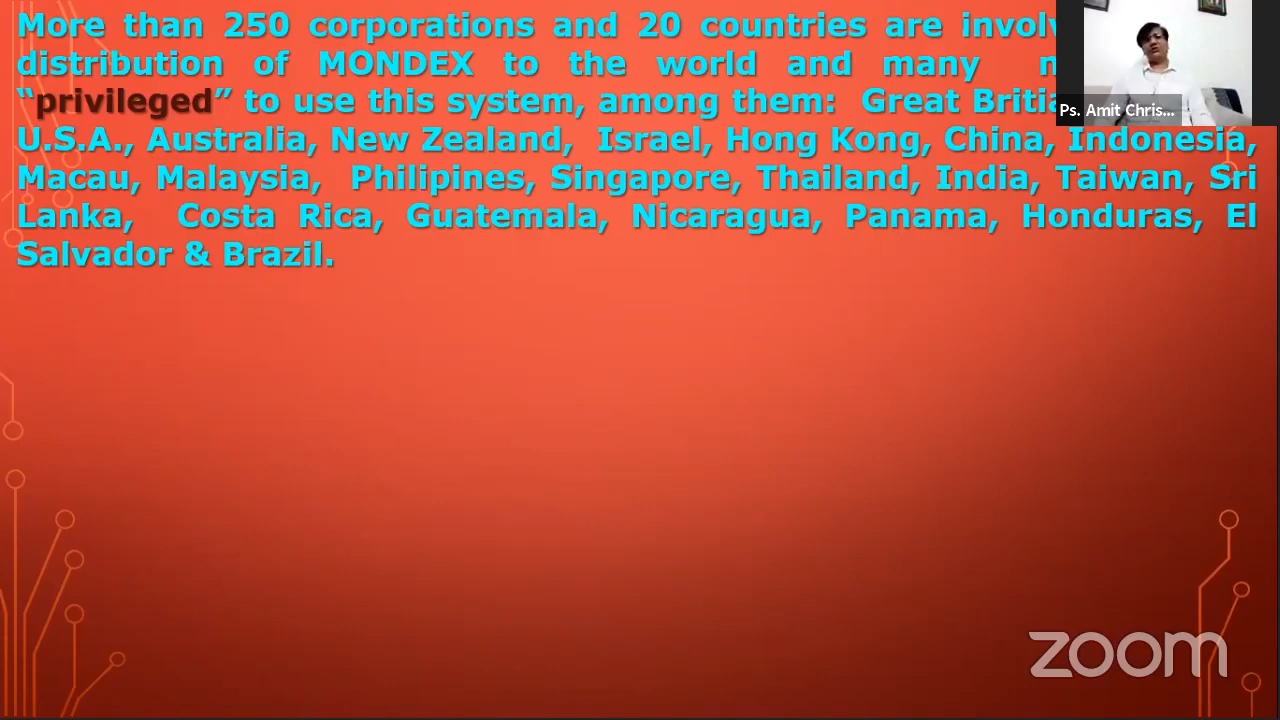 More than 250 corporations and 20 countries are
distribution of MONDEX to the world and many
“privileged” to use this system, among them: Great
U.S.A., Australia, New Zealand, Israel, Hong Kong, China, Indonesia,
Macau, Malaysia, Philipines, Singapore, Thailand, India, Taiwan, Sri
Lanka, Costa Rica, Guatemala, Nicaragua, Panama, Honduras, El
Salvador & Brazil.
Ps. Amit Chris...
zoom